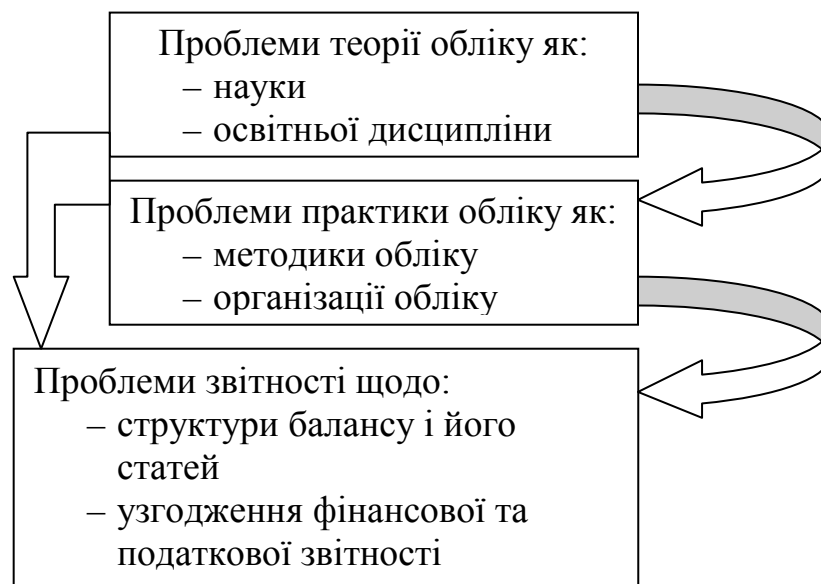 Проблеми теорії обліку як:
– науки
– освітньої дисципліни
Проблеми практики обліку як:
– методики обліку
– організації обліку
Проблеми звітності щодо:
– структури балансу і його
статей
– узгодження фінансової та
податкової звітності